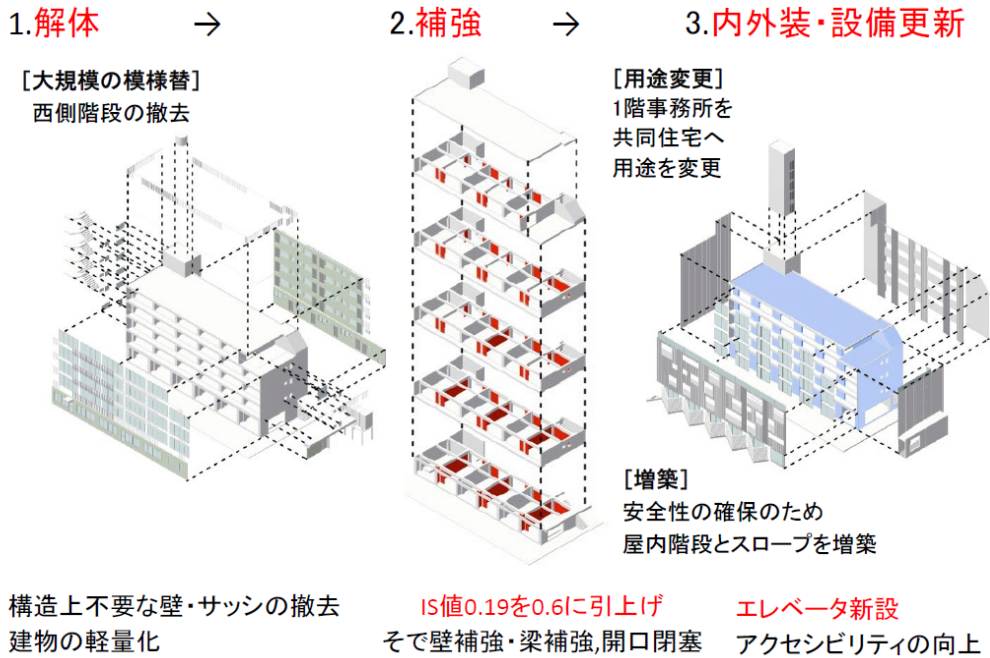 1.解体 →
2.補強 →
3.内外装・設備更新
[大規模の模様替]
西側階段の撤去
[用途変更]
1階事務所を
共同住宅へ
用途を変更
[増築]
安全性の確保のため
屋内階段とスロープを増築
構造上不要な壁・サッシの撤去
建物の軽量化
IS値0.19を0.6に引上げ
そで壁補強・梁補強,開口閉塞
エレベータ新設
アクセシビリティの向上